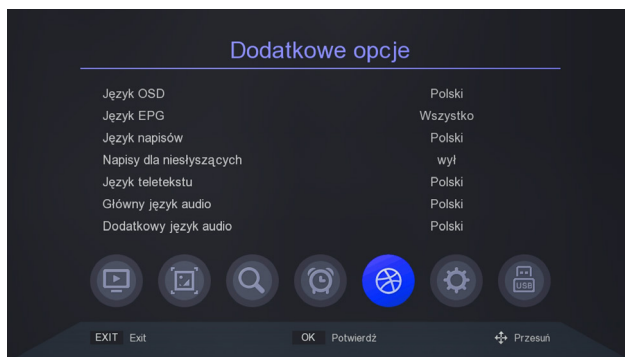 Dodatkowe opcje
Język OSD Polski
Język EPG Wszystko
Język napisów Polski
Napisy dla niesłyszących wył
Język teletekstu Polski
Główny język audio Polski
Dodatkowy język audio Polski
USB
EXIT Exit OK Potwierdź Przesuń